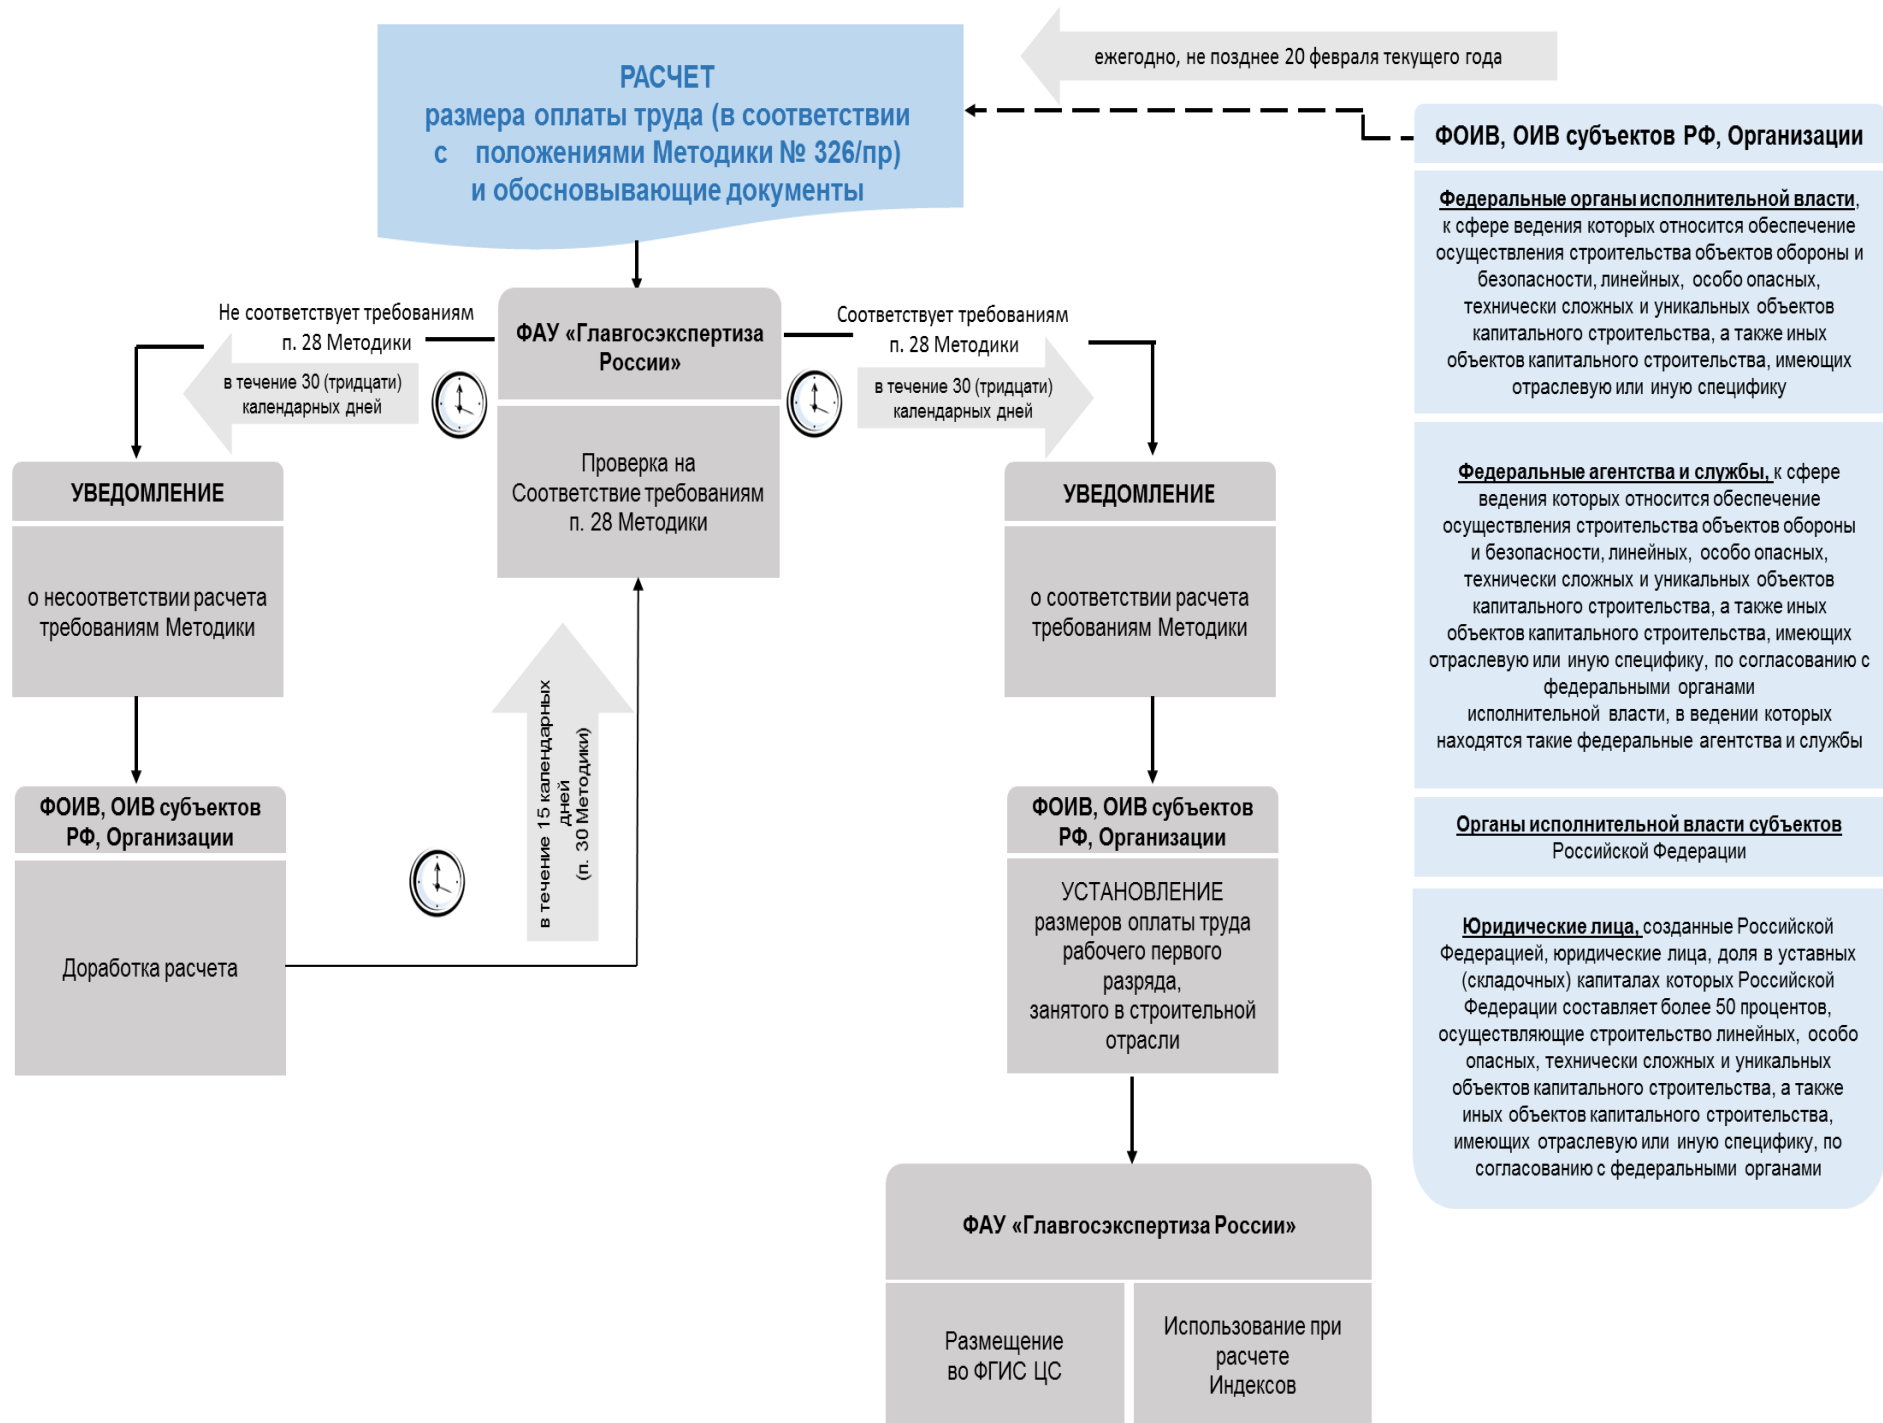 ежегодно, не позднее 20 февраля текущего года
РАСЧЕТ
размера оплаты труда (в соответствии
с положениями Методики № 326/пр)
и обосновывающие документы
ФОИВ, ОИВ субъектов РФ, Организации
Федеральные органы исполнительной власти,
к сфере ведения которых относится обеспечение
осуществления строительства объектов обороны и
безопасности, линейных, особо опасных,
технически сложных и уникальных объектов
капитального строительства, а также иных
объектов капитального строительства, имеющих
отраслевую или иную специфику
Федеральные агентства и службы, к сфере
ведения которых относится обеспечение
осуществления строительства объектов обороны
и безопасности, линейных, особо опасных,
технически сложных и уникальных объектов
капитального строительства, а также иных
объектов капитального строительства, имеющих
отраслевую или иную специфику, по согласованию с
федеральными органами
исполнительной власти, в ведении которых
находятся такие федеральные агентства и службы
Органы исполнительной власти субъектов
Российской Федерации
Юридические лица, созданные Российской
Федерацией, юридические лица, доля в уставных
(складочных) капиталах которых Российской
Федерации составляет более 50 процентов,
осуществляющие строительство линейных, особо
опасных, технически сложных и уникальных
объектов капитального строительства, а также
иных объектов капитального строительства,
имеющих отраслевую или иную специфику, по
согласованию с федеральными органами
Не соответствует требованиям
п. 28 Методики
в течение 30 (тридцати)
календарных дней
ФАУ «Главгосэкспертиза
России»
Проверка на
Соответствие требованиям
п. 28 Методики
Соответствует требованиям
п. 28 Методики
в течение 30 (тридцати)
календарных дней
УВЕДОМЛЕНИЕ
о несоответствии расчета
требованиям Методики
ФОИВ, ОИВ субъектов
РФ, Организации
Доработка расчета
в течение 15 календарных
дней
(п. 30 Методики)
УВЕДОМЛЕНИЕ
о соответствии расчета
требованиям Методики
ФОИВ, ОИВ субъектов
РФ, Организации
УСТАНОВЛЕНИЕ
размеров оплаты труда
рабочего первого
разряда,
занятого в строительной
отрасли
ФАУ «Главгосэкспертиза России»
Размещение
во ФГИС ЦС
Использование при
расчете
Индексов